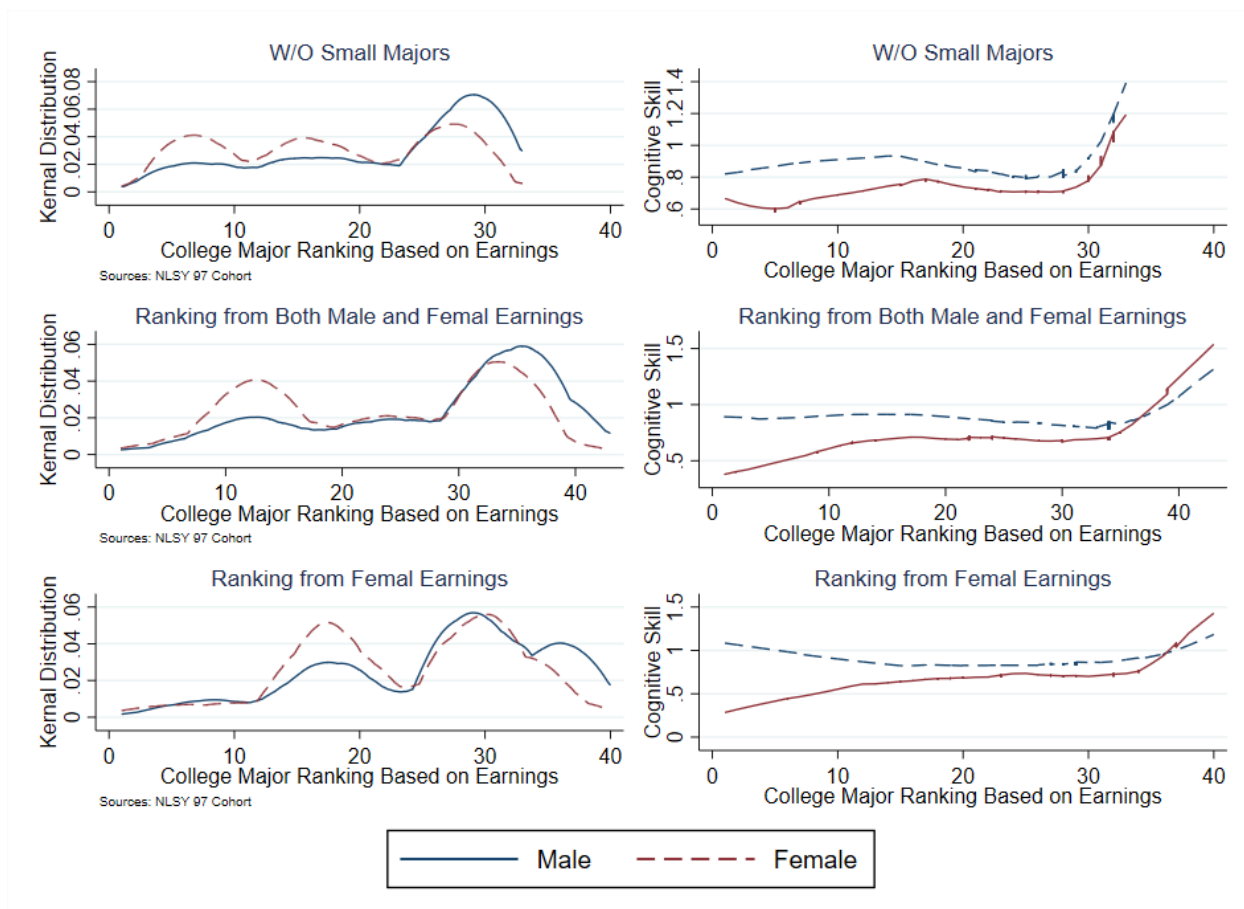 W/O Small Majors
Kernal Distribution
0 .02 .04 .06 .08
0 10 20 30 40
College Major Ranking Based on Earnings
Sources: NLSY 97 Cohort
W/O Small Majors
Cognitive Skill
.6 .8 1 1.2 1.4
0 10 20 30 40
College Major Ranking Based on Earnings
Ranking from Both Male and Femal Earnings
Kernal Distribution
0 .02 .04 .06
0 10 20 30 40
College Major Ranking Based on Earnings
Sources: NLSY 97 Cohort
Ranking from Both Male and Femal Earnings
Cognitive Skill
.5 1 1.5
0 10 20 30 40
College Major Ranking Based on Earnings
Ranking from Femal Earnings
Kernal Distribution
0 .02 .04 .06
0 10 20 30 40
College Major Ranking Based on Earnings
Sources: NLSY 97 Cohort
Ranking from Femal Earnings
Cognitive Skill
0 .5 1 1.5
0 10 20 30 40
College Major Ranking Based on Earnings
Male Female